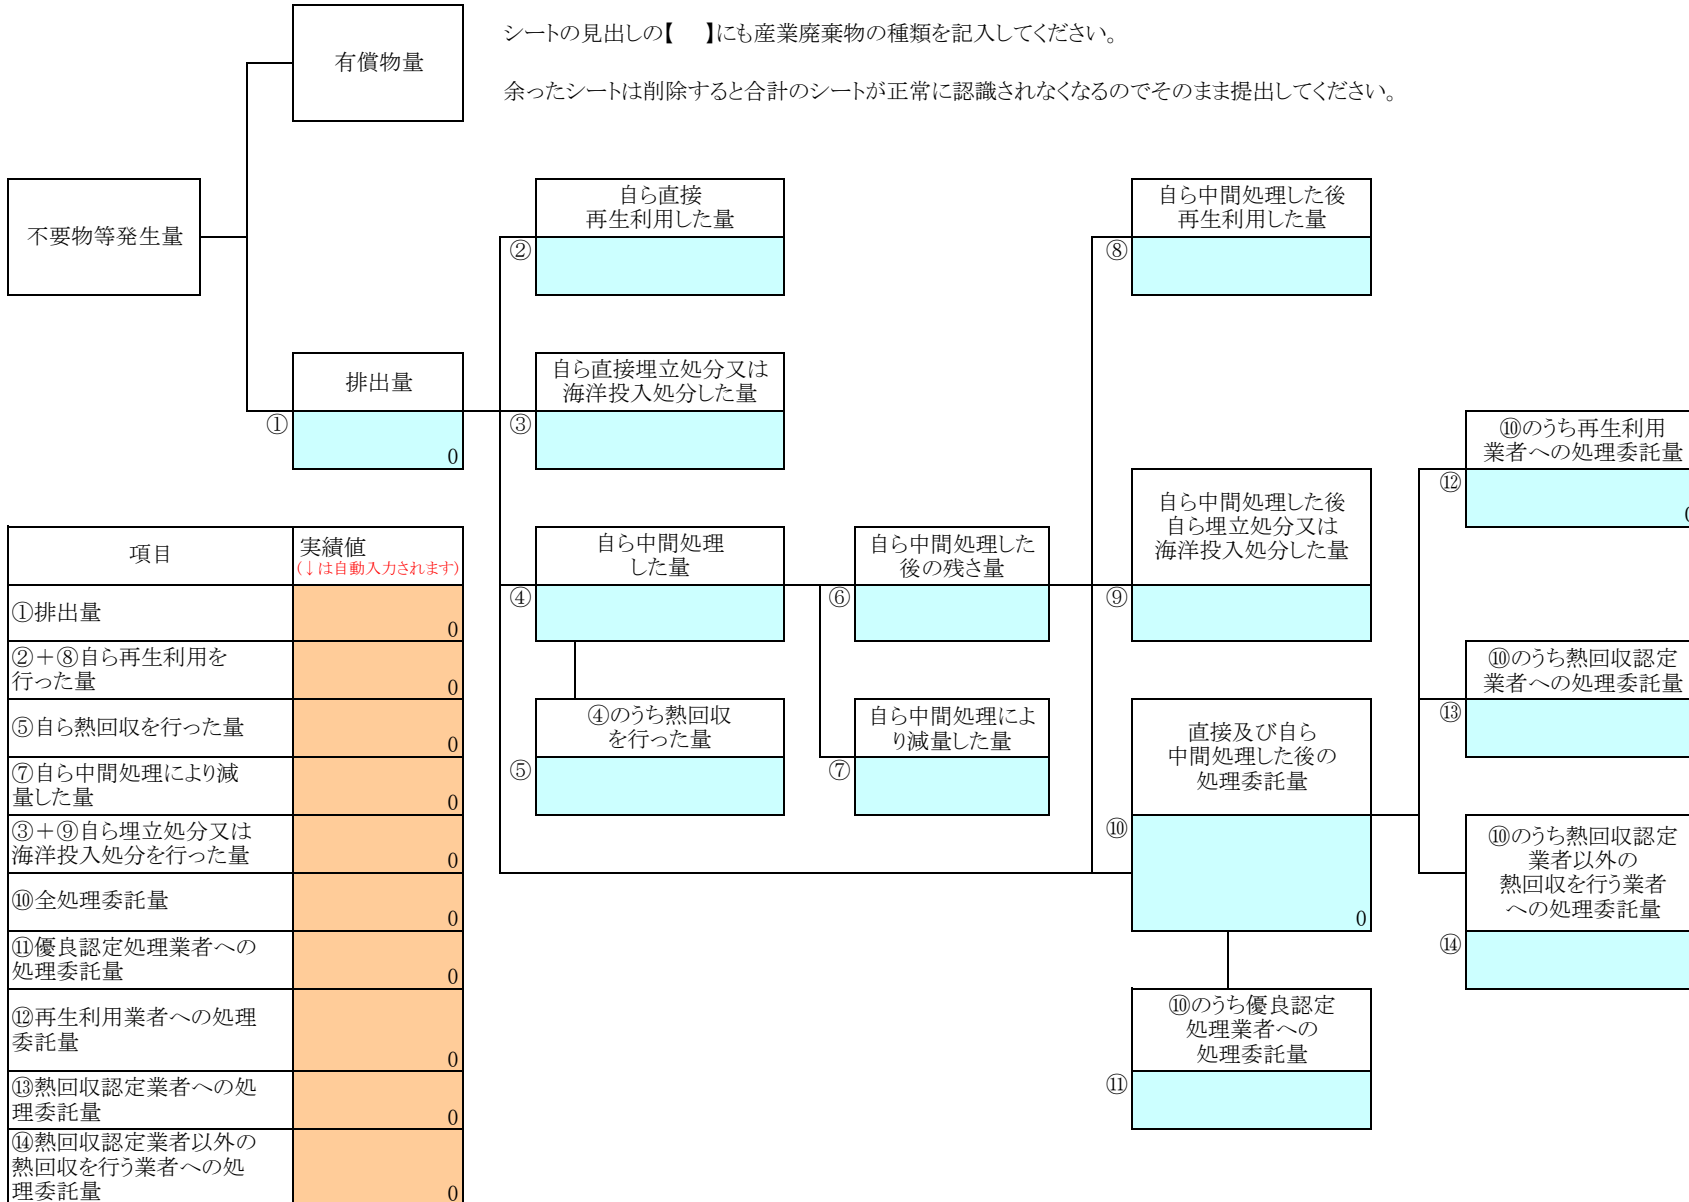 シートの見出しの【　】にも産業廃棄物の種類を記入してください。
余ったシートは削除すると合計のシートが正常に認識されなくなるのでそのまま提出してください。
有償物量
不要物等発生量
排出量
①
0
自ら直接
再生利用した量
②
自ら直接埋立処分又は
海洋投入処分した量
③
自ら中間処理
した量
④
④のうち熱回収
を行った量
⑤
自ら中間処理した
後の残さ量
⑥
自ら中間処理によ
り減量した量
⑦
自ら中間処理した後
再生利用した量
⑧
自ら中間処理した後
自ら埋立処分又は
海洋投入処分した量
⑨
直接及び自ら
中間処理した後の
処理委託量
⑩
0
⑩のうち優良認定
処理業者への
処理委託量
⑪
⑩のうち再生利用
業者への処理委託量
⑫
0
⑩のうち熱回収認定
業者への処理委託量
⑬
⑩のうち熱回収認定
業者以外の
熱回収を行う業者
への処理委託量
⑭
項目
実績値
(↓は自動入力されます)
①排出量
0
②＋⑧自ら再生利用を
行った量
0
⑤自ら熱回収を行った量
0
⑦自ら中間処理により減
量した量
0
③＋⑨自ら埋立処分又は
海洋投入処分を行った量
0
⑩全処理委託量
0
⑪優良認定処理業者への
処理委託量
0
⑫再生利用業者への処理
委託量
0
⑬熱回収認定業者への処
理委託量
0
⑭熱回収認定業者以外の
熱回収を行う業者への処
理委託量
0